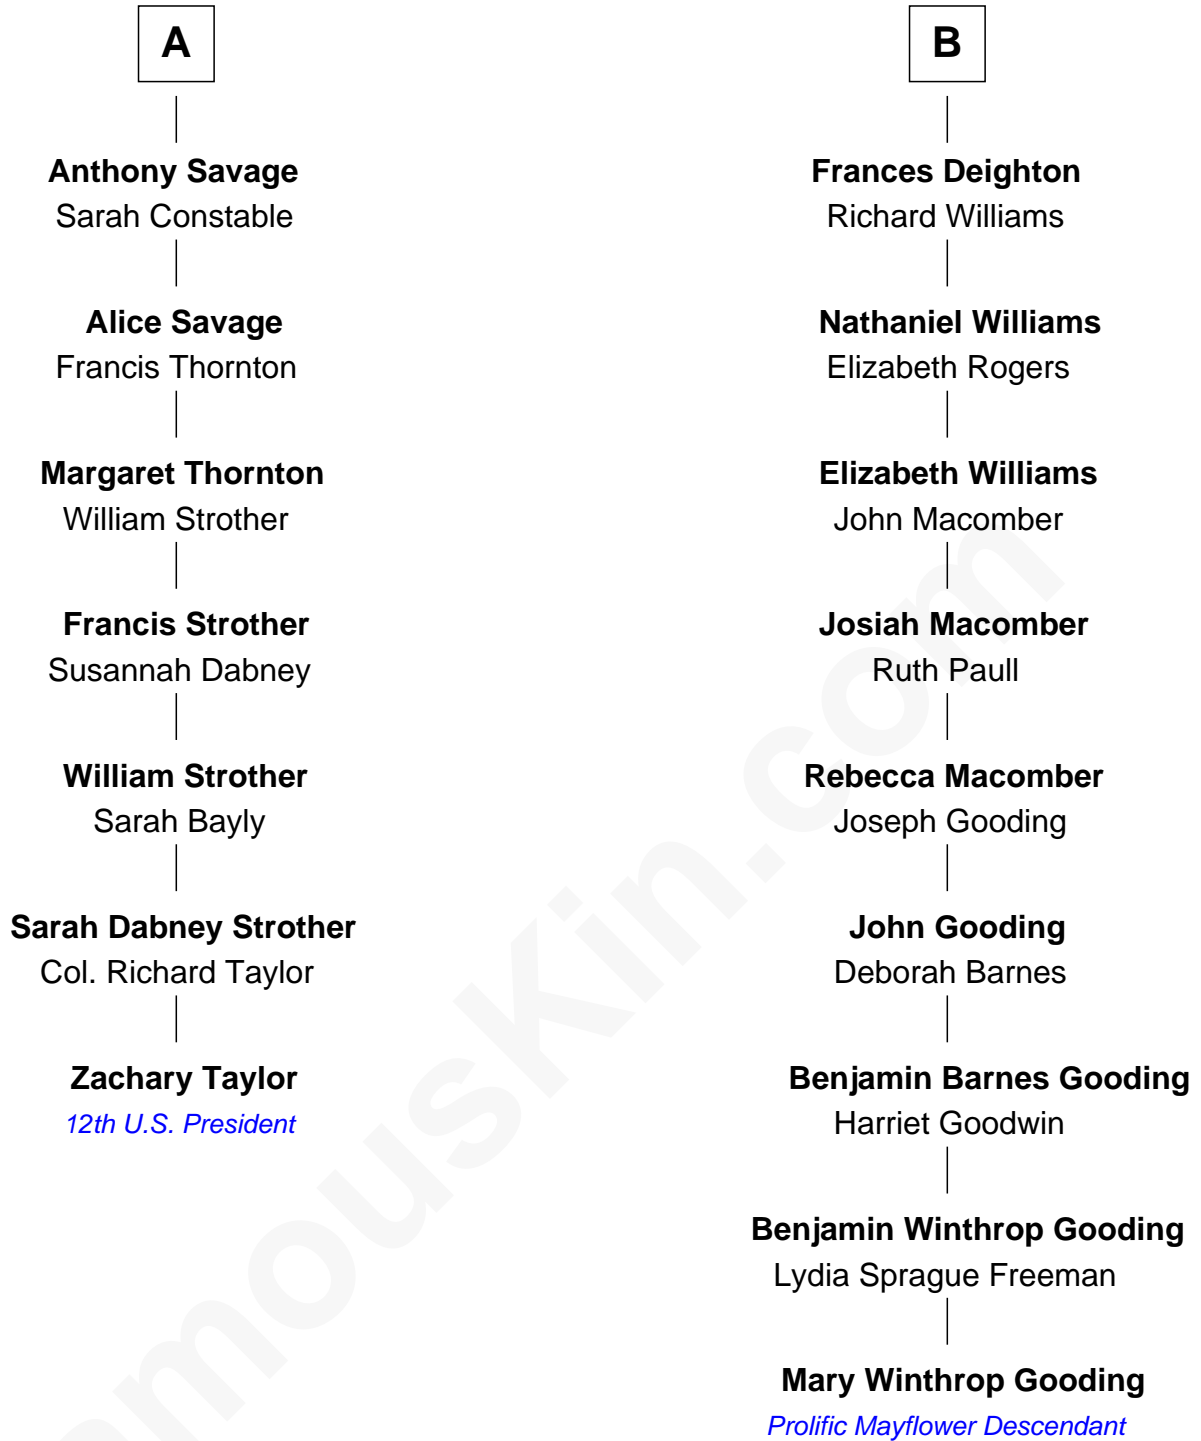 A
Anthony Savage
Sarah Constable
Alice Savage
Francis Thornton
Margaret Thornton
William Strother
Francis Strother
Susannah Dabney
William Strother
Sarah Bayly
Sarah Dabney Strother
Col. Richard Taylor
Zachary Taylor
12th U.S. President
B
Frances Deighton
Richard Williams
Nathaniel Williams
Elizabeth Rogers
Elizabeth Williams
John Macomber
Josiah Macomber
Ruth Paull
Rebecca Macomber
Joseph Gooding
John Gooding
Deborah Barnes
Benjamin Barnes Gooding
Harriet Goodwin
Benjamin Winthrop Gooding
Lydia Sprague Freeman
Mary Winthrop Gooding
Prolific Mayflower Descendant
amousKin.com